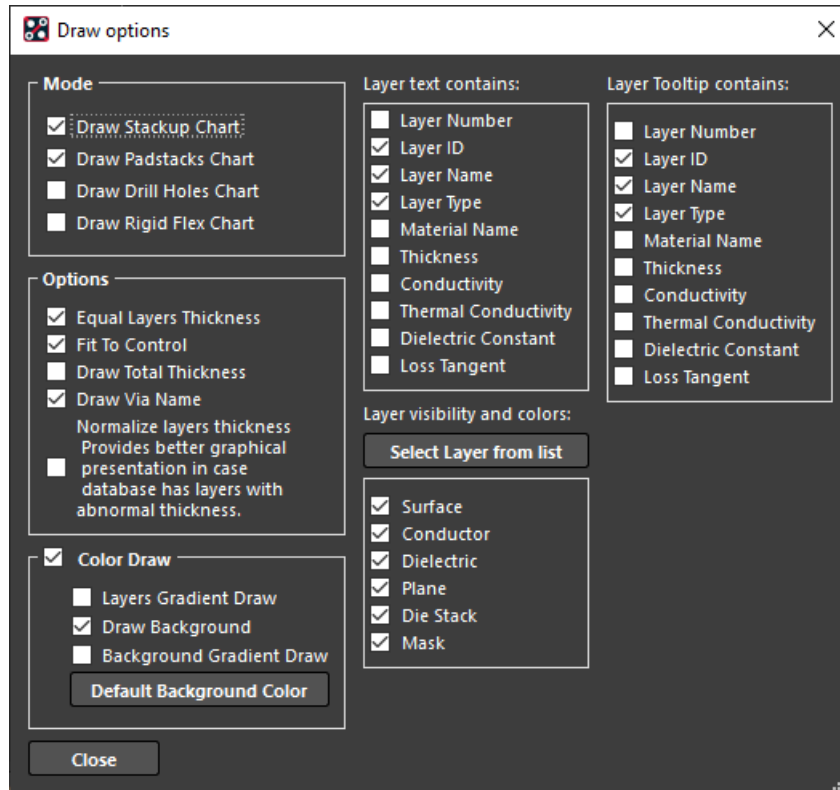 Draw options
Mode
Draw Stackup Chart
Draw Padstacks Chart
Draw Drill Holes Chart
Draw Rigid Flex Chart
Options
Equal Layers Thickness
Fit To Control
Draw Total Thickness
Draw Via Name
Normalize layers thickness
Provides better graphical
presentation in case
database has layers with
abnormal thickness.
Color Draw
Layers Gradient Draw
Draw Background
Background Gradient Draw
Default Background Color
Close
Layer text contains:
Layer Number
Layer ID
Layer Name
Layer Type
Material Name
Thickness
Conductivity
Thermal Conductivity
Dielectric Constant
Loss Tangent
Layer visibility and colors:
Select Layer from list
Surface
Conductor
Dielectric
Plane
Die Stack
Mask
Layer Tooltip contains:
Layer Number
Layer ID
Layer Name
Layer Type
Material Name
Thickness
Conductivity
Thermal Conductivity
Dielectric Constant
Loss Tangent